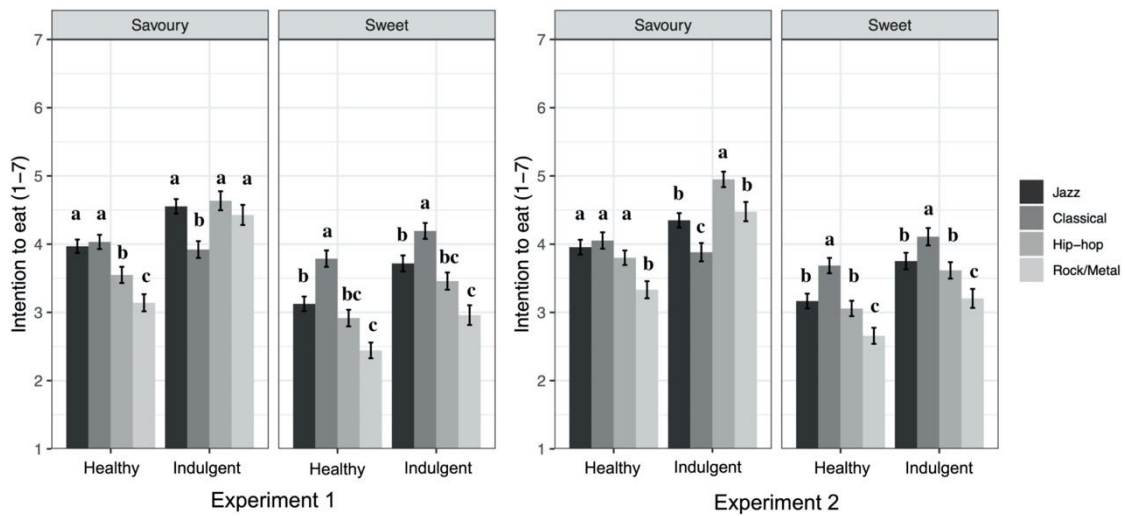 Savoury
Sweet
Savoury
Sweet
Intention to eat (1−7)
7
6
5
4
3
2
1
a a b c
a b a a
b a bc c
b a bc c
Healthy Indulgent
Healthy Indulgent
Experiment 1
Intention to eat (1−7)
7
6
5
4
3
2
1
a a a b
b c a b
b a b c
b a b c
Healthy Indulgent
Healthy Indulgent
Experiment 2
Jazz
Classical
Hip−hop
Rock/Metal